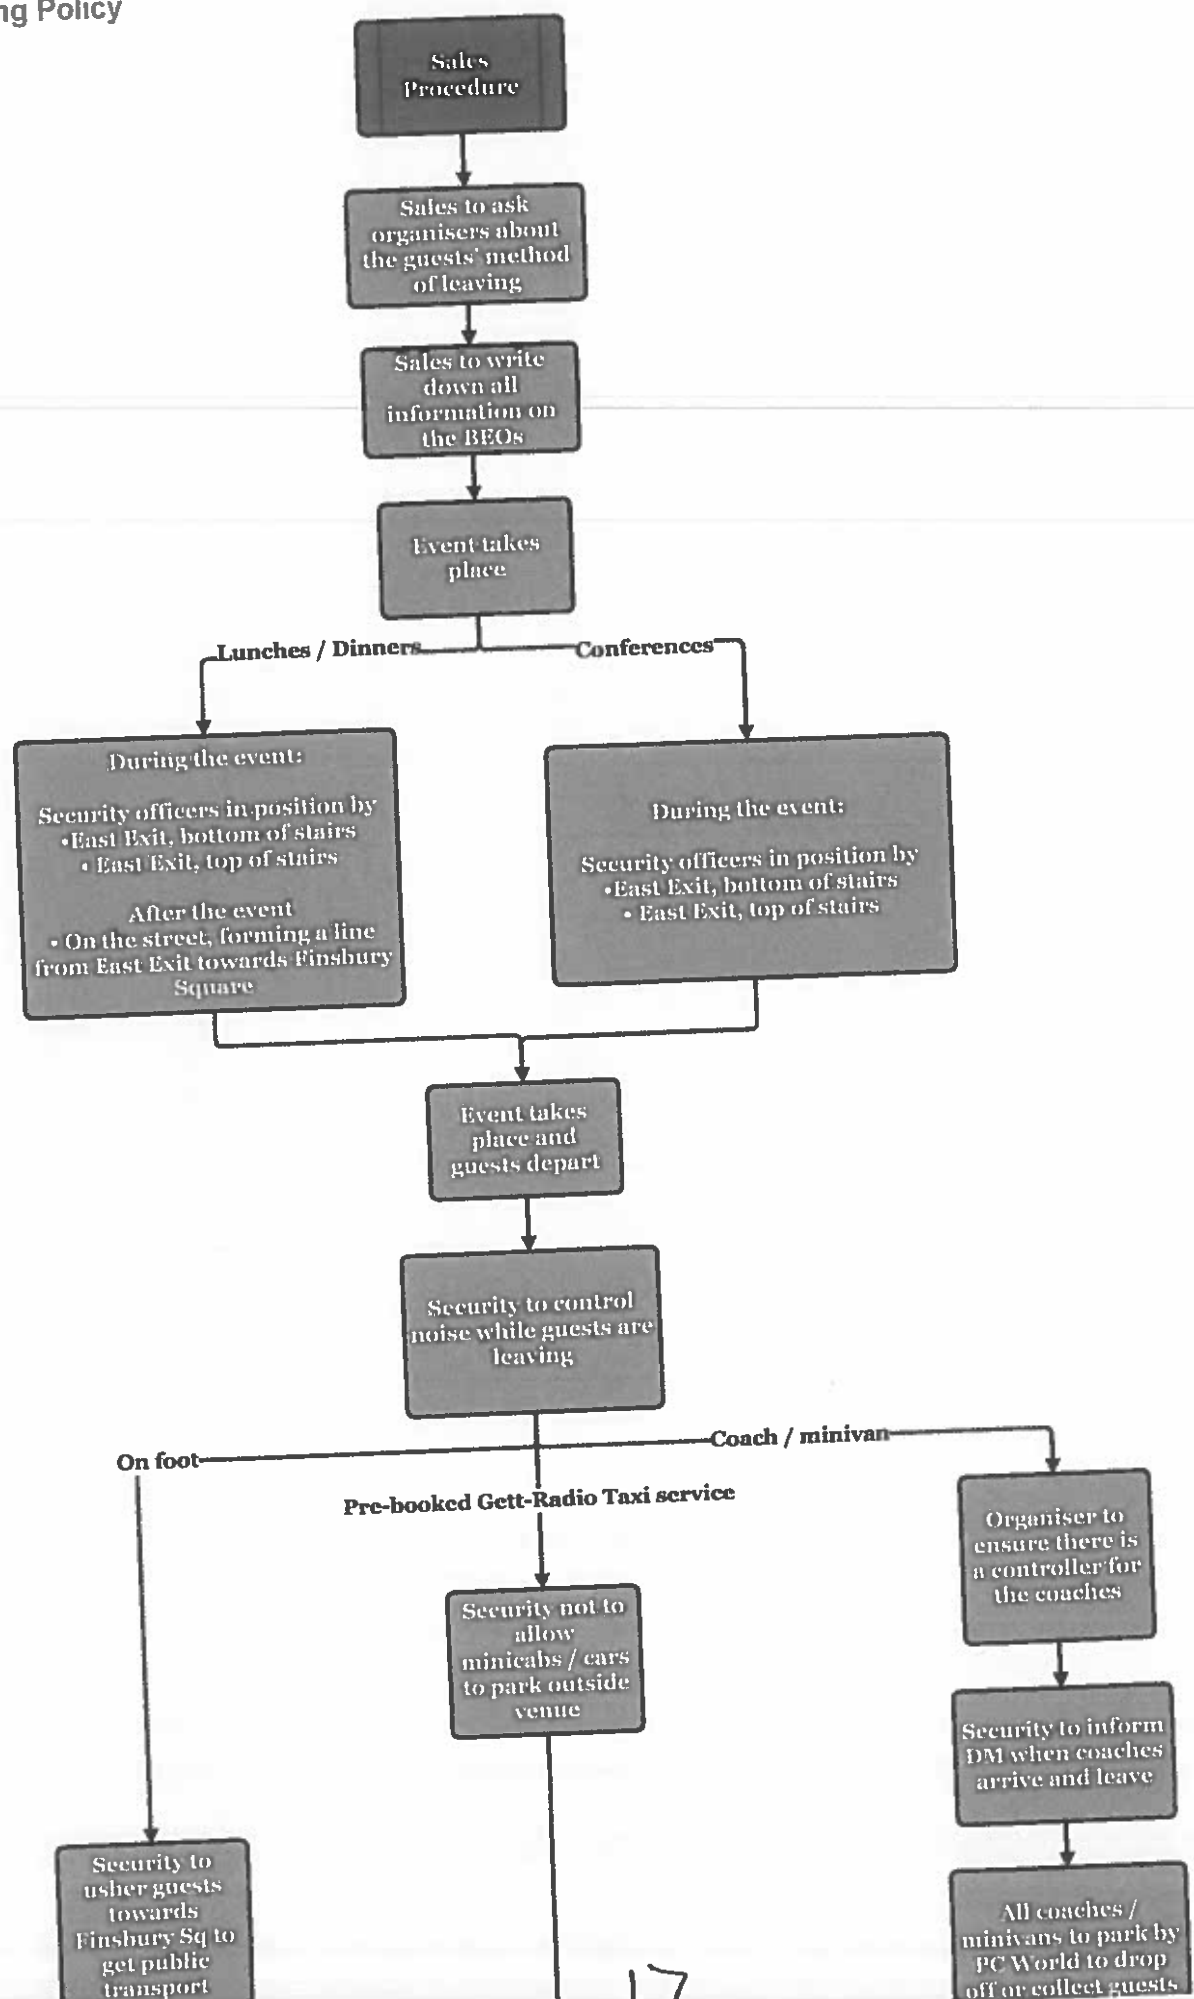 ng Policy
Sales
Procedure
Sales to ask
organisers about
the guests' method
of leaving
Sales to write
down all
information on
the BEOs
Event takes
place
Lunches / Dinners
Conferences
During the event:
Security officers in position by
•East Exit, bottom of stairs
• East Exit, top of stairs
After the event
• On the street, forming a line
from East Exit towards Finsbury
Square
During the event:
Security officers in position by
•East Exit, bottom of stairs
• East Exit, top of stairs
Event takes
place and
guests depart
Security to control
noise while guests are
leaving
On foot
Pre-booked Gett-Radio Taxi service
Coach / minivan
Organiser to
ensure there is
a controller for
the coaches
Security not to
allow
minicabs / cars
to park outside
venue
Security to inform
DM when coaches
arrive and leave
Security to
usher guests
towards
Finsbury Sq to
get public
transport
All coaches /
minivans to park by
PC World to drop
off or collect guests
17